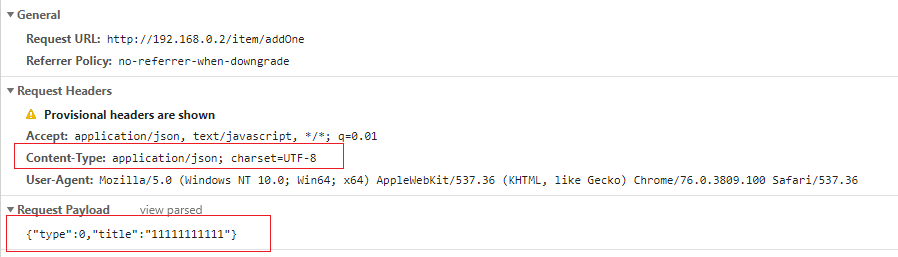 General
Request URL: http://192.168.0.2/item/addOne
Referrer Policy: no-referrer-when-downgrade
Request Headers
Provisional headers are shown
Accept: application/json, text/javascript, */*; q=0.01
Content-Type: application/json; charset=UTF-8
User-Agent: Mozilla/5.0 (Windows NT 10.0; Win64; x64) AppleWebKit/537.36 (KHTML, like Gecko) Chrome/76.0.3809.100 Safari/537.36
Request Payload view parsed
{"type":0,"title":"11111111111"}